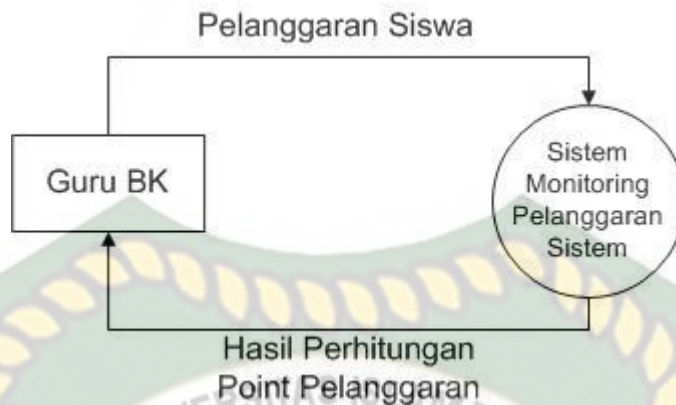 Pelanggaran Siswa
Guru BK
Sistem
Monitoring
Pelanggaran
Sistem
Hasil Perhitungan
Point Pelanggaran